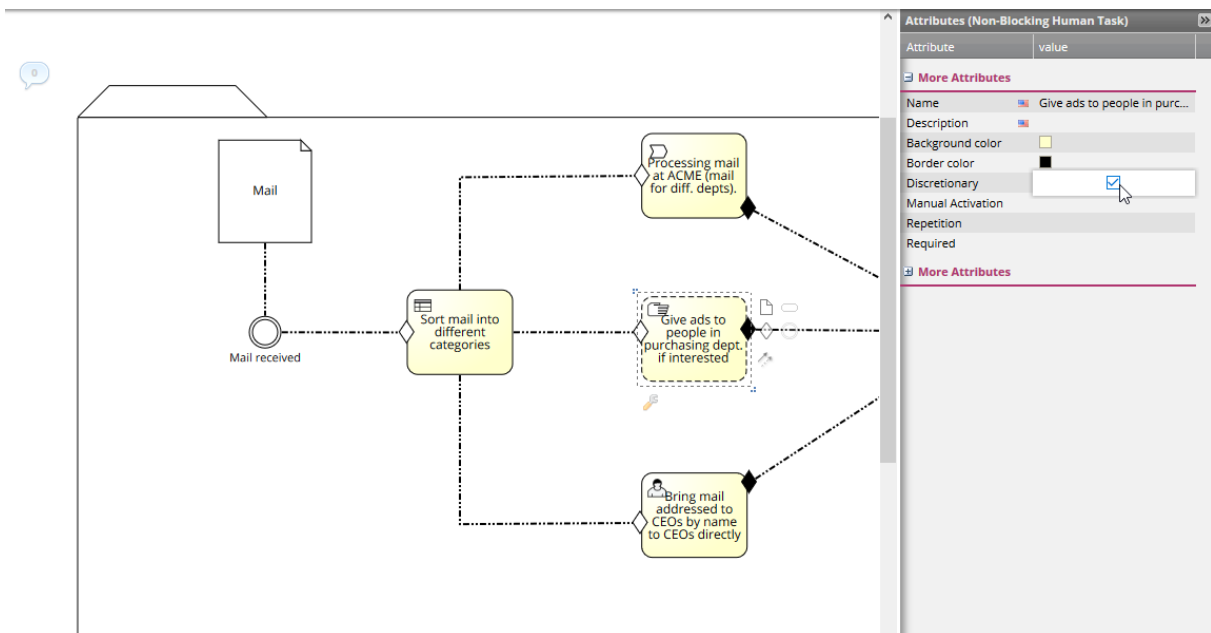 0
Mail
Mail received
Sort mail into
different
categories
Processing mail
at ACME (mail
for diff. depts).
Give ads to
people in
purchasing dept.
if interested
Bring mail
addressed to
CEOs by name
to CEOs directly
Attributes (Non-Blocking Human Task)
Attribute value
More Attributes
Name Give ads to people in purc...
Description
Background color
Border color
Discretionary
Manual Activation
Repetition
Required
More Attributes